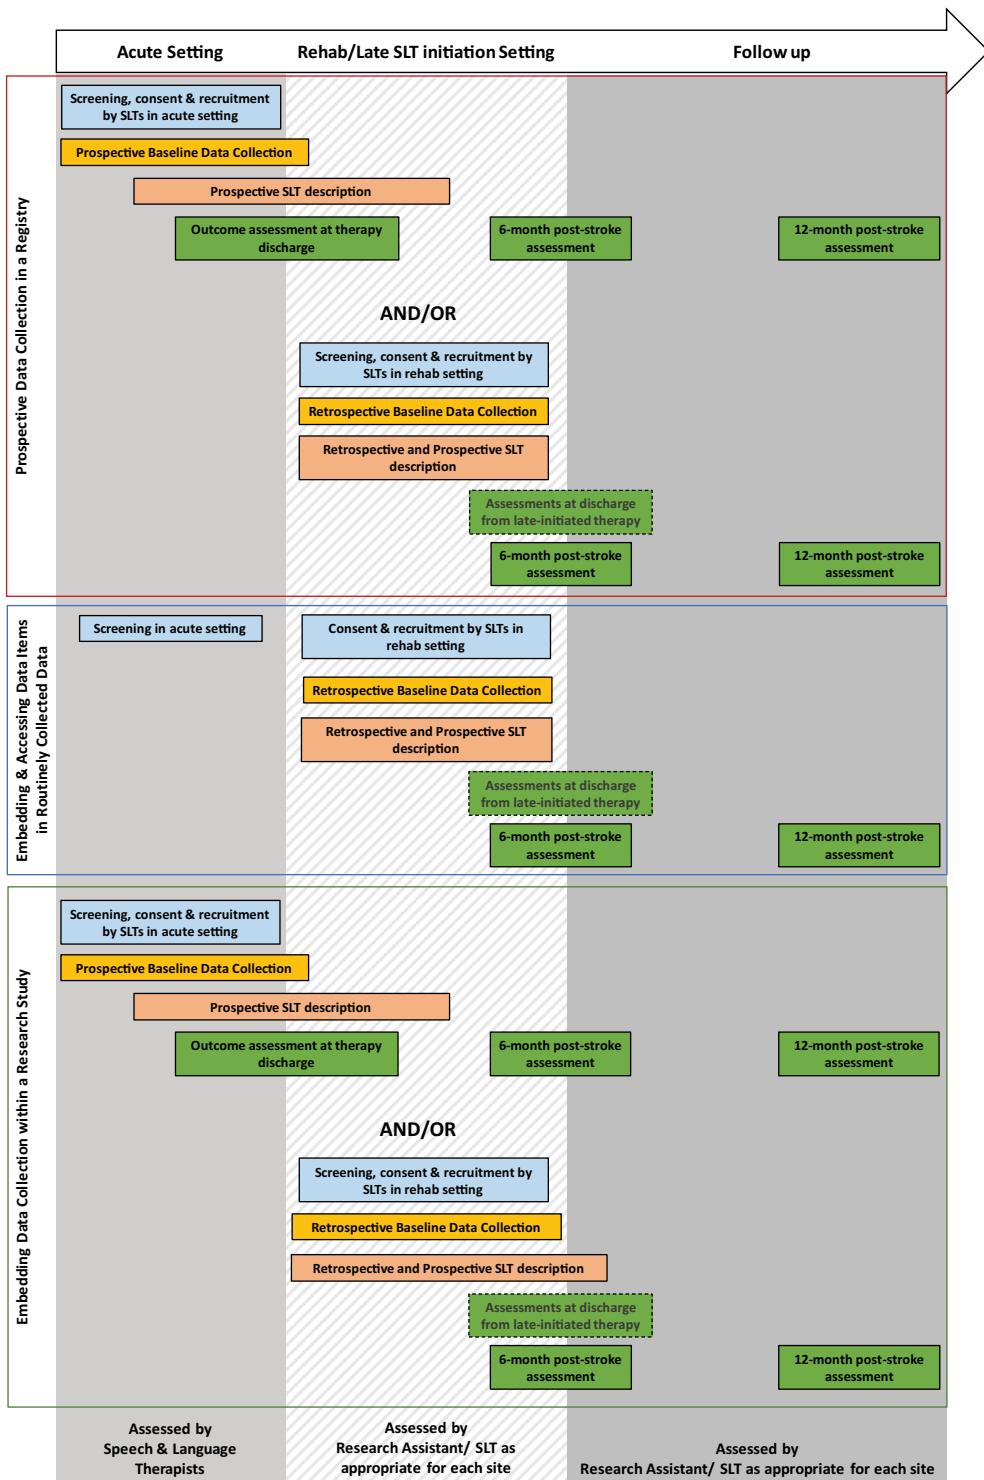 Acute Setting
Rehab/Late SLT initiation Setting
Follow up
Prospective Data Collection in a Registry
Screening, consent & recruitment
by SLTs in acute setting
Prospective Baseline Data Collection
Prospective SLT description
Outcome assessment at therapy
discharge
6-month post-stroke
assessment
12-month post-stroke
assessment
AND/OR
Screening, consent & recruitment by
SLTs in rehab setting
Retrospective Baseline Data Collection
Retrospective and Prospective SLT
description
Assessments at discharge
from late-initiated therapy
6-month post-stroke
assessment
12-month post-stroke
assessment
Embedding & Accessing Data Items
in Routinely Collected Data
Screening in acute setting
Consent & recruitment by SLTs in
rehab setting
Retrospective Baseline Data Collection
Retrospective and Prospective SLT
description
Assessments at discharge
from late-initiated therapy
6-month post-stroke
assessment
12-month post-stroke
assessment
Embedding Data Collection within a Research Study
Screening, consent & recruitment
by SLTs in acute setting
Prospective Baseline Data Collection
Prospective SLT description
Outcome assessment at therapy
discharge
6-month post-stroke
assessment
12-month post-stroke
assessment
AND/OR
Screening, consent & recruitment by
SLTs in rehab setting
Retrospective Baseline Data Collection
Retrospective and Prospective SLT description
Assessments at discharge
from late-initiated therapy
6-month post-stroke
assessment
12-month post-stroke
assessment
Assessed by
Speech & Language
Therapists
Assessed by
Research Assistant/ SLT as
appropriate for each site
Assessed by
Research Assistant/ SLT as appropriate for each site